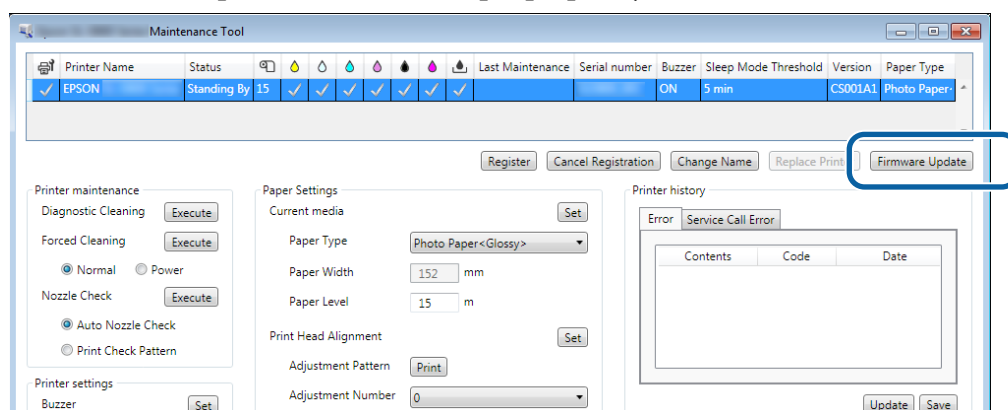 Maintenance Tool
Printer Name Status Last Maintenance Serial number Buzzer Sleep Mode Threshold Version Paper Type
EPSON Standing By 15 ON 5 min CS001A1 Photo Paper
Register Cancel Registration Change Name Replace Firmware Update
Printer maintenance
Diagnostic Cleaning Execute
Forced Cleaning Execute
Normal Power
Nozzle Check Execute
Auto Nozzle Check
Print Check Pattern
Printer settings
Buzzer Set
Paper Settings
Current media Set
Paper Type Photo Paper<Glossy>
Paper Width 152 mm
Paper Level 15 m
Print Head Alignment Set
Adjustment Pattern Print
Adjustment Number 0
Printer history
Error Service Call Error
Contents Code Date
Update Save